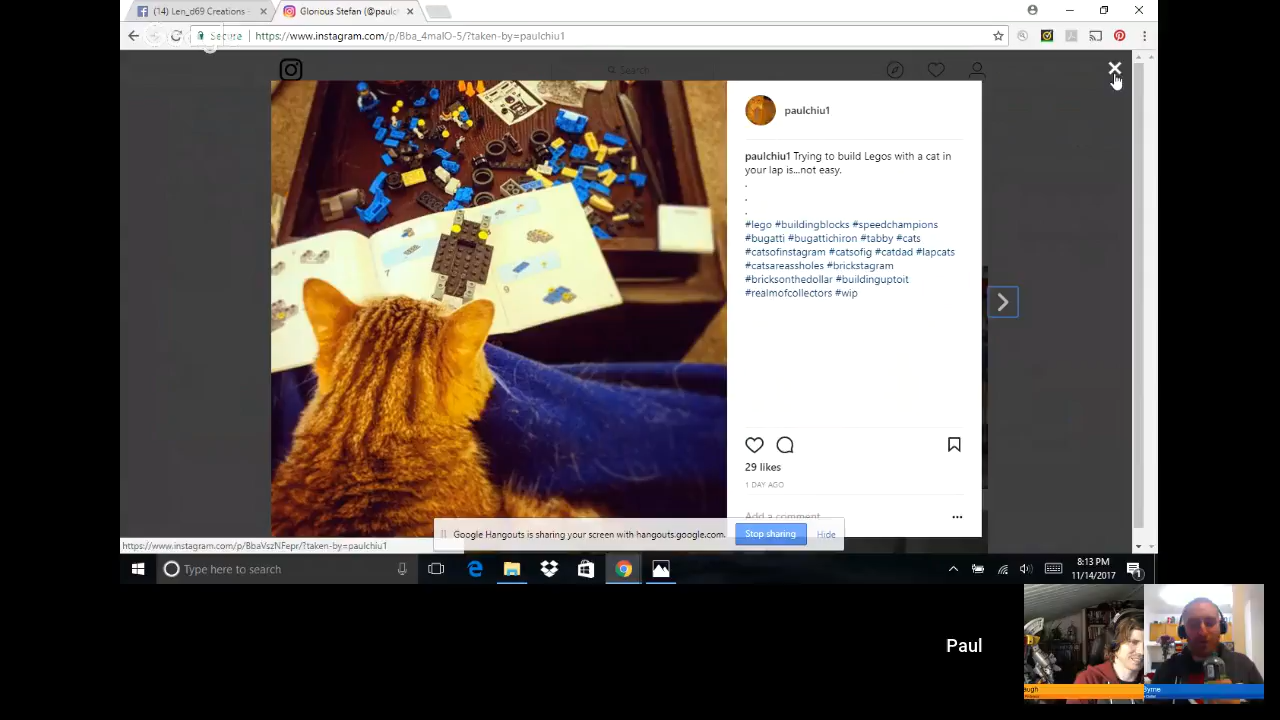 (14) Len_d69 Creations -
Glorious Stefan (@paulc
Secure
https://www.instagram.com/p/Bba_4malO-5/?taken-by=paulchiu1
Search
paulchiu1
paulchiu1 Trying to build Legos with a cat in
your lap is...not easy.
.
.
.
#lego #buildingblocks #speedchampions
#bugatti #bugattichiron #tabby #cats
#catsofinstagram #catsofig #catdad #lapcats
#catsareassholes #brickstagram
#bricksonthedollar #buildinguptoit
#realmofcollectors #wip
29 likes
1 DAY AGO
Add a comment...
Google Hangouts is sharing your screen with hangouts.google.com.
Stop sharing
Hide
https://www.instagram.com/p/BbaVszNFepr/?taken-by=paulchiu1
Type here to search
8:13 PM
11/14/2017
1
Paul
augh
Byrne